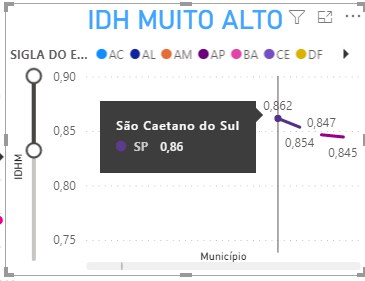 IDH MUITO ALTO
SIGLA DO E... AC AL AM AP BA CE DF
0,90
0,862
0,85
0,847
São Caetano do Sul
SP 0,86
0,854
0,845
IDHM
0,80
0,75
Município